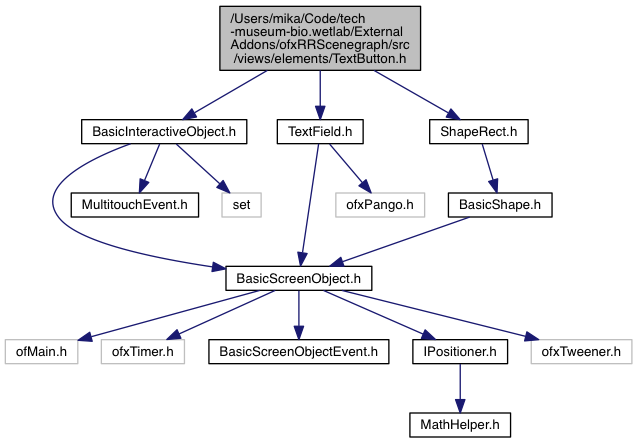 /Users/mika/Code/tech
-museum-bio.wetlab/External
Addons/ofxRRScenegraph/src
/views/elements/TextButton.h
BasicInteractiveObject.h
TextField.h
ShapeRect.h
MultitouchEvent.h
set
ofxPango.h
BasicShape.h
BasicScreenObject.h
ofMain.h
ofxTimer.h
BasicScreenObjectEvent.h
IPositioner.h
ofxTweener.h
MathHelper.h